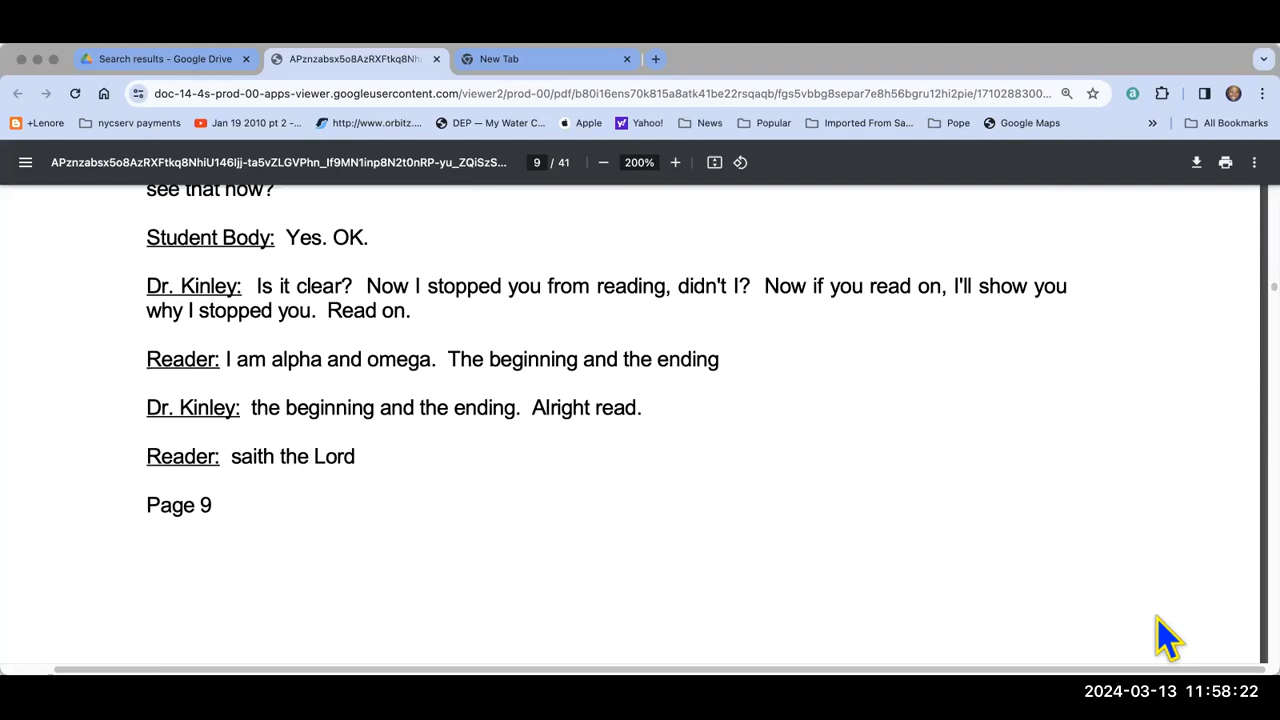 Search results - Google Drive
APznzabsx5o8AzRXFtkq8Nh
New Tab
doc-14-4s-prod-00-apps-viewer.googleusercontent.com/viewer2/prod-00/pdf/b80i16ens70k815a8atk41be22rsqaqb/fgs5vbbg8separ7e8h56bgru12hi2pie/1710288300...
+Lenore
nycserv payments
Jan 19 2010 pt 2 –...
http://www.orbitz....
DEP — My Water C...
Apple
Yahoo!
News
Popular
Imported From Sa...
Pope
Google Maps
All Bookmarks
APznzabsx5o8AzRXFtkq8NhiU146Ijj-ta5vZLGVPhn_If9MN1inp8N2t0nRP-yu_ZQiSzS... 9 / 41 200%
see that now?
Student Body: Yes. OK.
Dr. Kinley: Is it clear? Now I stopped you from reading, didn't I? Now if you read on, I'll show you
why I stopped you. Read on.
Reader: I am alpha and omega. The beginning and the ending
Dr. Kinley: the beginning and the ending. Alright read.
Reader: saith the Lord
Page 9
2024-03-13 11:58:22